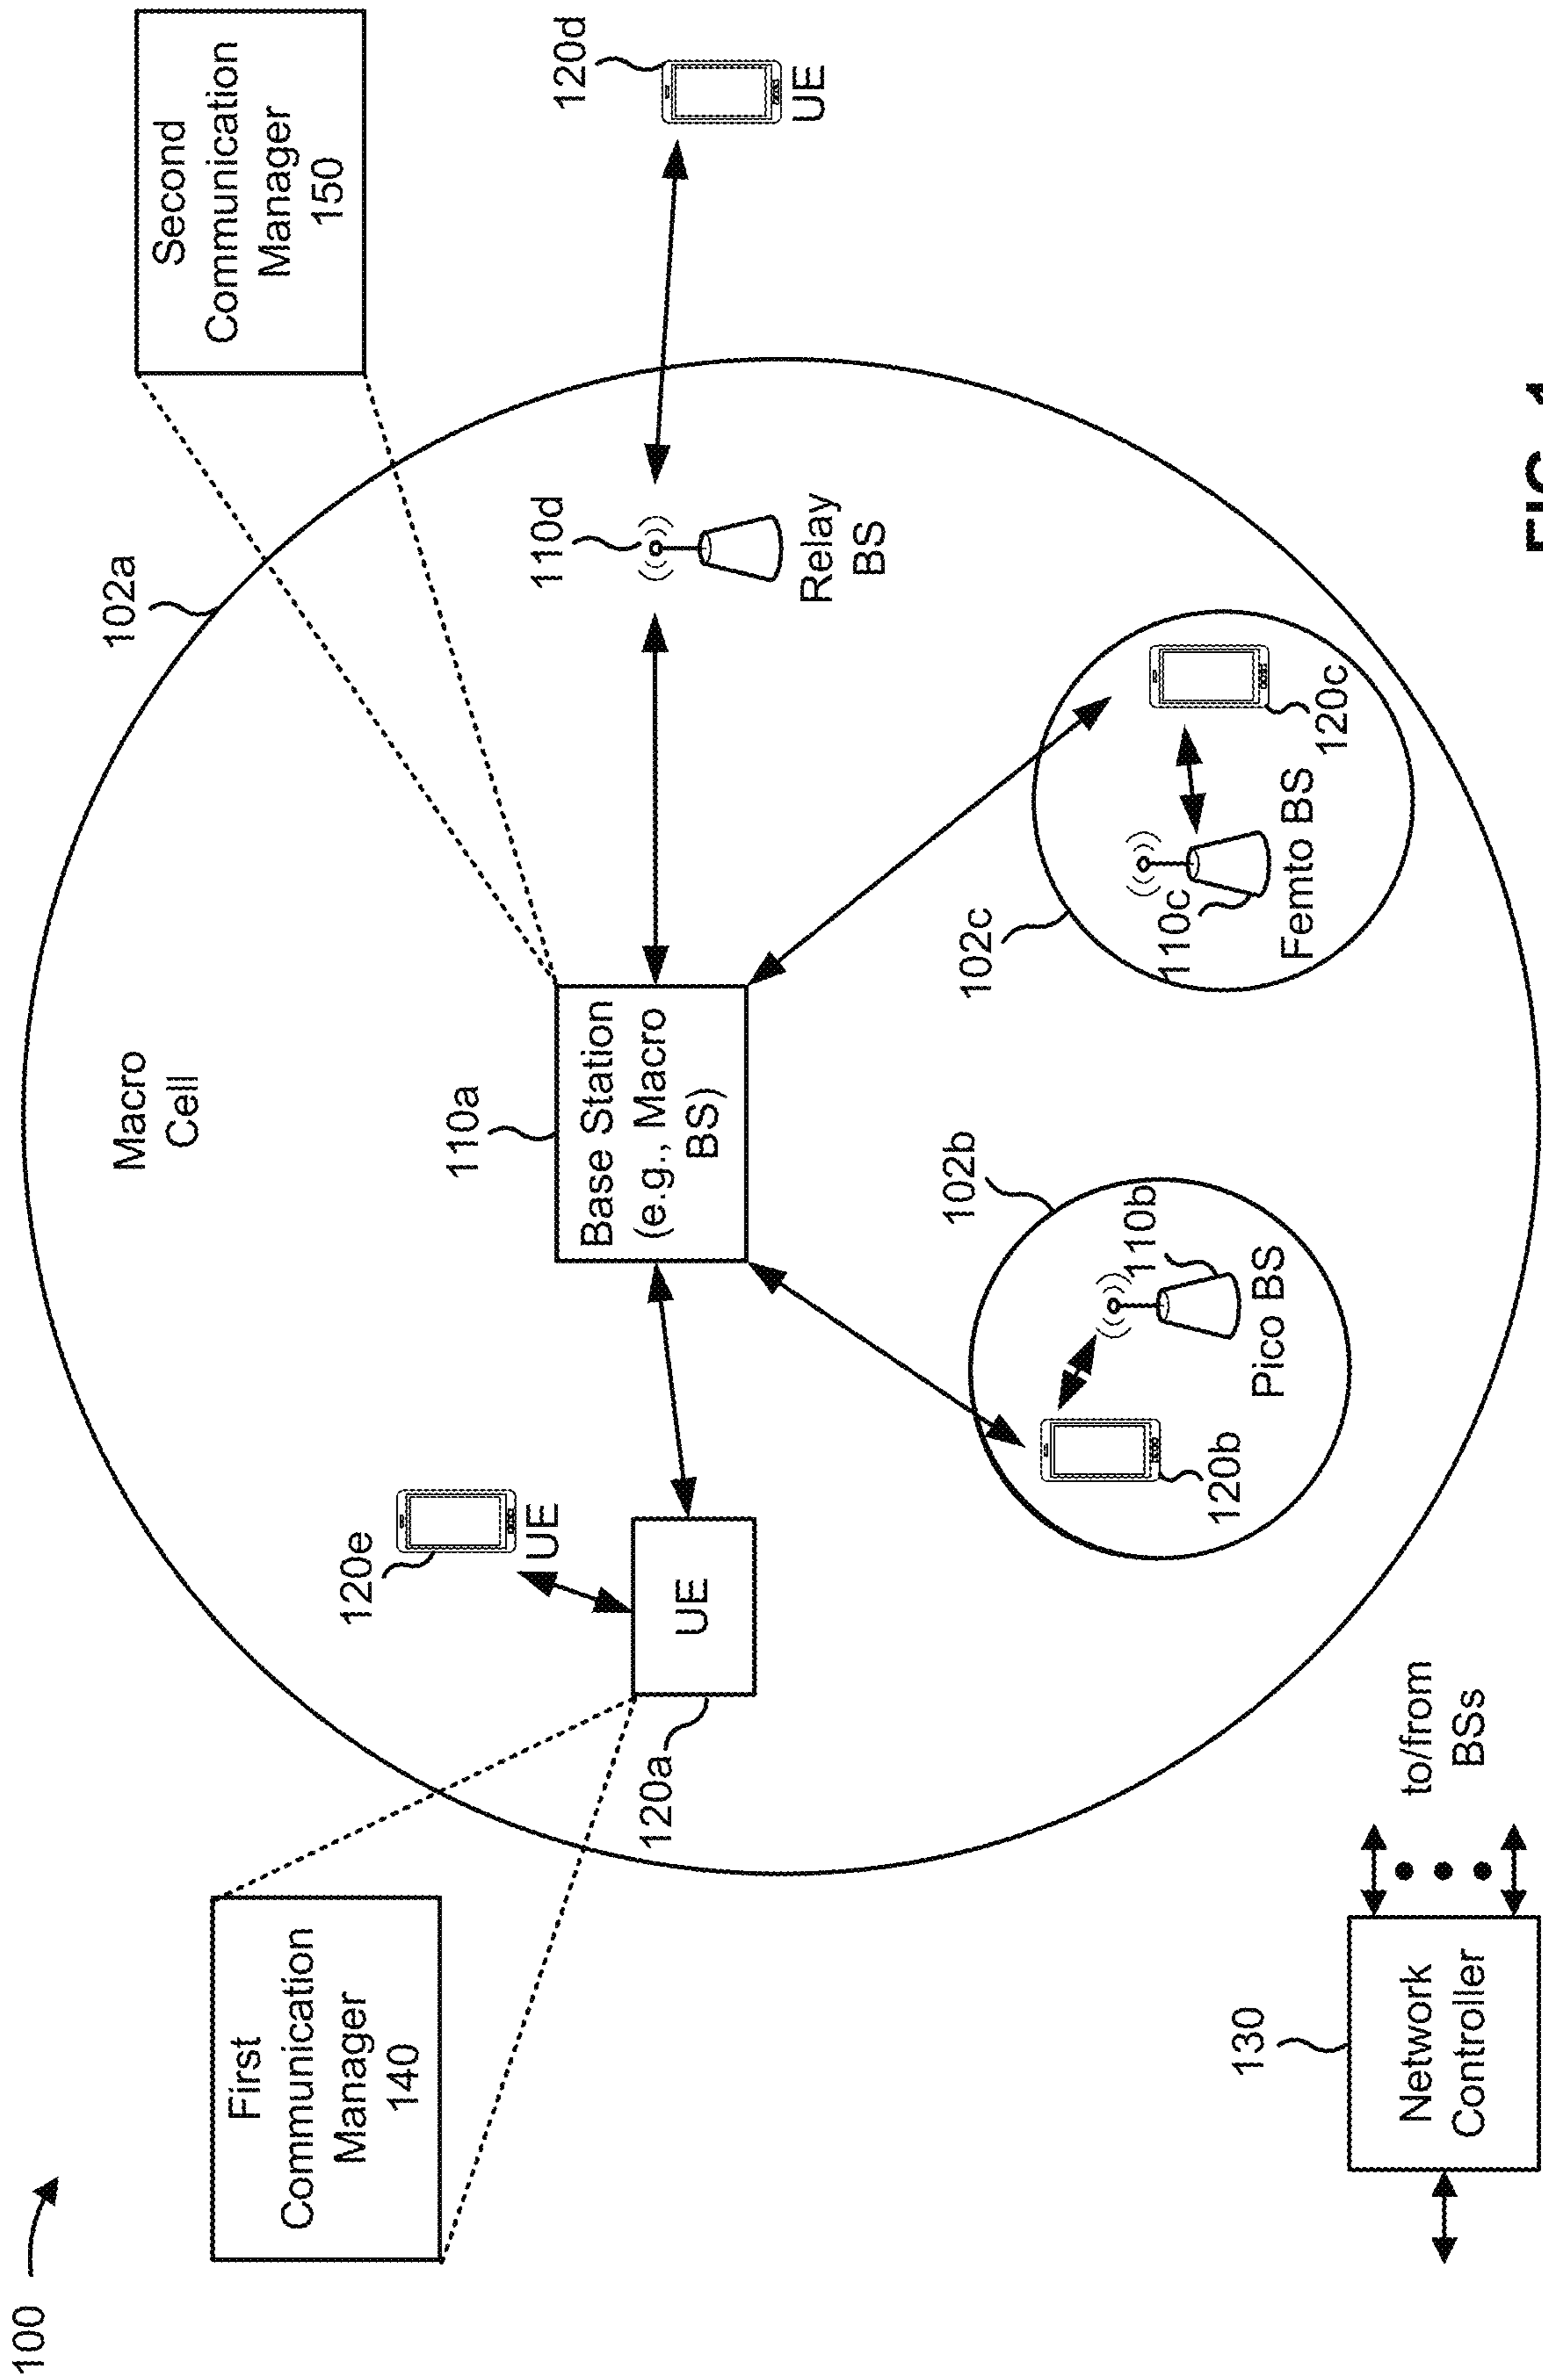 100
First
Communication
Manager
140
Second
Communication
Manager
150
102a
Macro
Cell
120e
UE
UE
120a
110a
Base Station
(e.g., Macro
BS)
110d
Relay
BS
120d
UE
102b
110b
Pico BS
120b
102c
110c
Femto BS
120c
130
Network
Controller
to/from
BSs